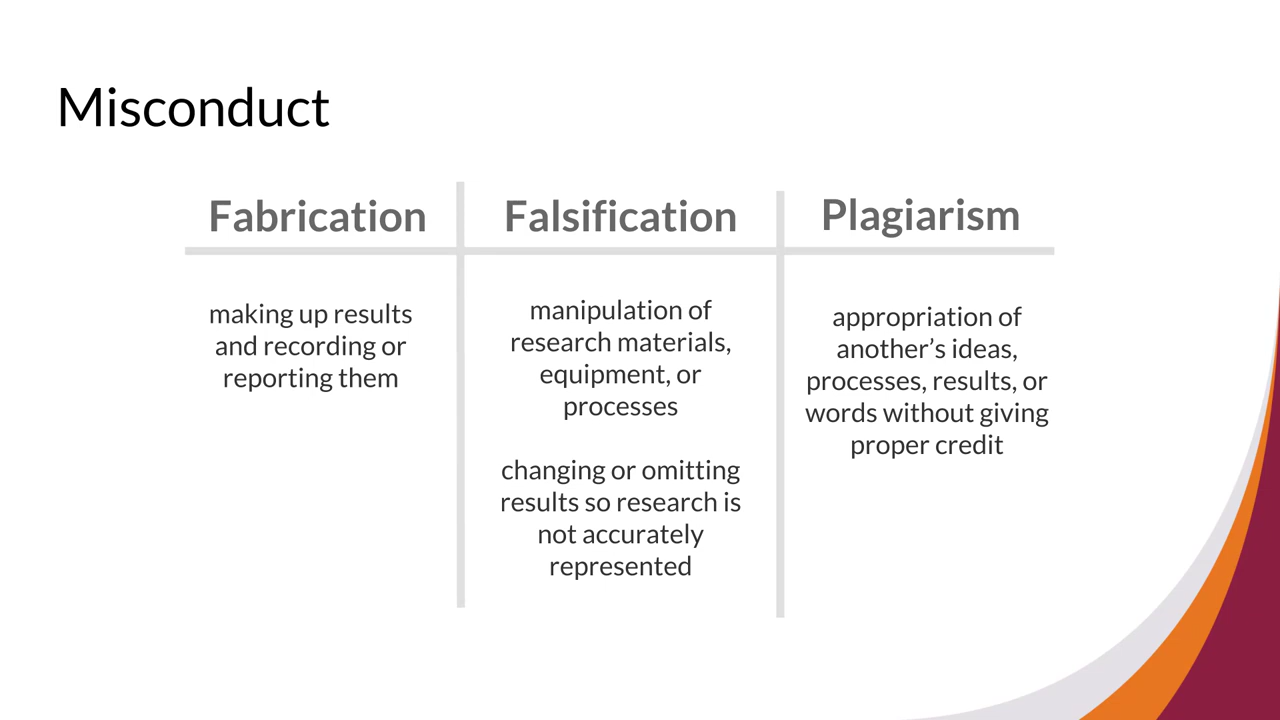 Misconduct
Fabrication
making up results
and recording or
reporting them
Falsification
manipulation of
research materials,
equipment, or
processes
changing or omitting
results so research is
not accurately
represented
Plagiarism
appropriation of
another’s ideas,
processes, results, or
words without giving
proper credit